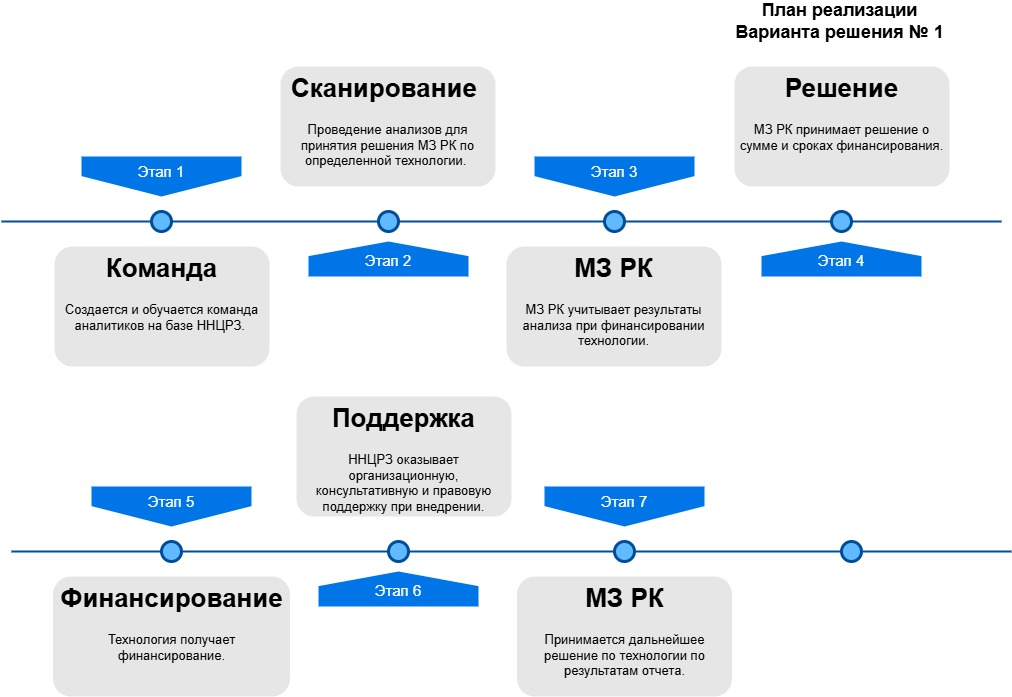 План реализации
Варианта решения № 1
Этап 1
Команда
Создается и обучается команда
аналитиков на базе ННЦРЗ.
Сканирование
Проведение анализов для
принятия решения МЗ РК по
определенной технологии.
Этап 2
Этап 3
МЗ РК
МЗ РК учитывает результаты
анализа при финансировании
технологии.
Решение
МЗ РК принимает решение о
сумме и сроках финансирования.
Этап 4
Этап 5
Финансирование
Технология получает
финансирование.
Поддержка
ННЦРЗ оказывает
организационную,
консультативную и правовую
поддержку при внедрении.
Этап 6
Этап 7
МЗ РК
Принимается дальнейшее
решение по технологии по
результатам отчета.